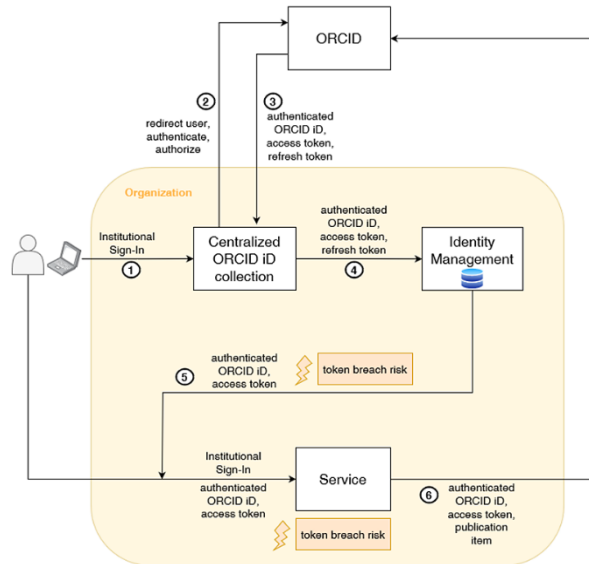 ORCID
2
redirect user,
authenticate,
authorize
3
authenticated
ORCID iD,
access token,
refresh token
Organization
Institutional
Sign-In
1
Centralized
ORCID iD
collection
authenticated
ORCID iD,
access token,
refresh token
4
Identity
Management
5
authenticated
ORCID iD,
access token
token breach risk
Institutional
Sign-In
authenticated
ORCID iD,
access token
Service
token breach risk
6
authenticated
ORCID iD,
access token,
publication
item